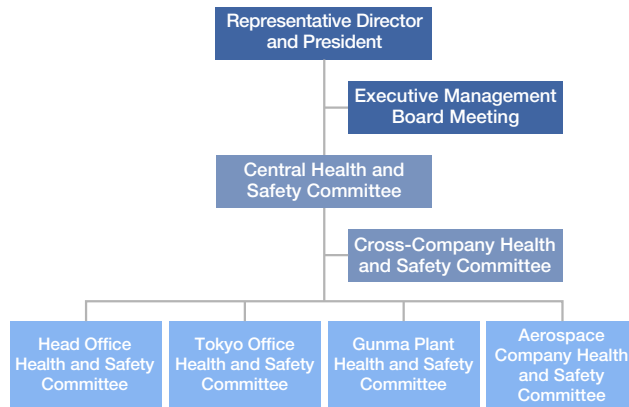 Representative Director
and President
Executive Management
Board Meeting
Central Health and
Safety Committee
Cross-Company Health
and Safety Committee
Head Office
Health and Safety
Committee
Tokyo Office
Health and Safety
Committee
Gunma Plant
Health and Safety
Committee
Aerospace
Company Health
and Safety
Committee